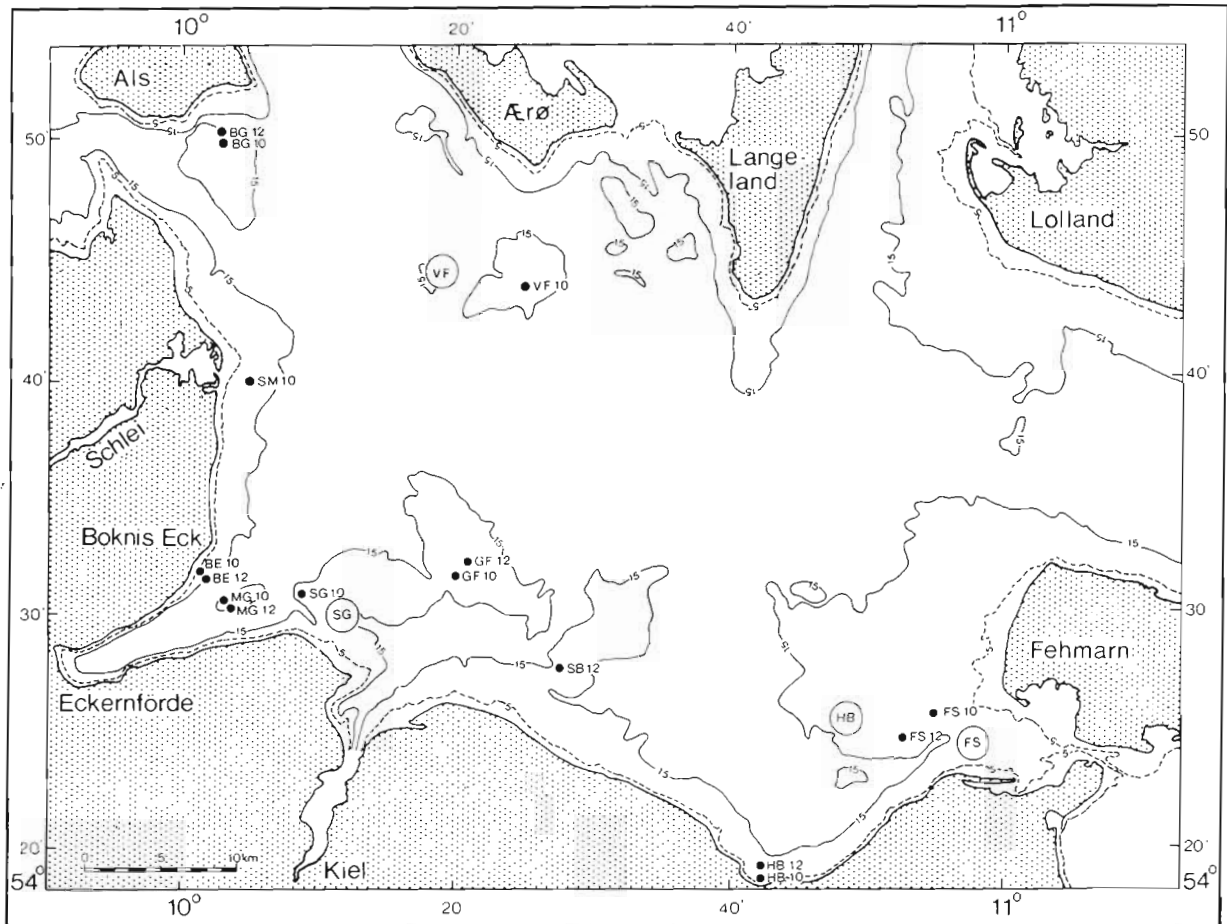 10° 20' 40' 11°
Als
Ærø
50' 50
BG 12
BG 10
15
5
Lange
land
Lolland
VF
VF 10
SM 10
40' 40'
Schlei
Boknis Eck
BE 10
BE 12
MG 10
MG 12
SG 10
SG
GF 12
GF 10
30' 30
SB 12
Fehmarn
Eckernförde
HB
FS 10
FS 12
FS
20' 20'
0 5 10km
Kiel
HB 12
HB 10
54° 54°
10° 20' 40' 11°